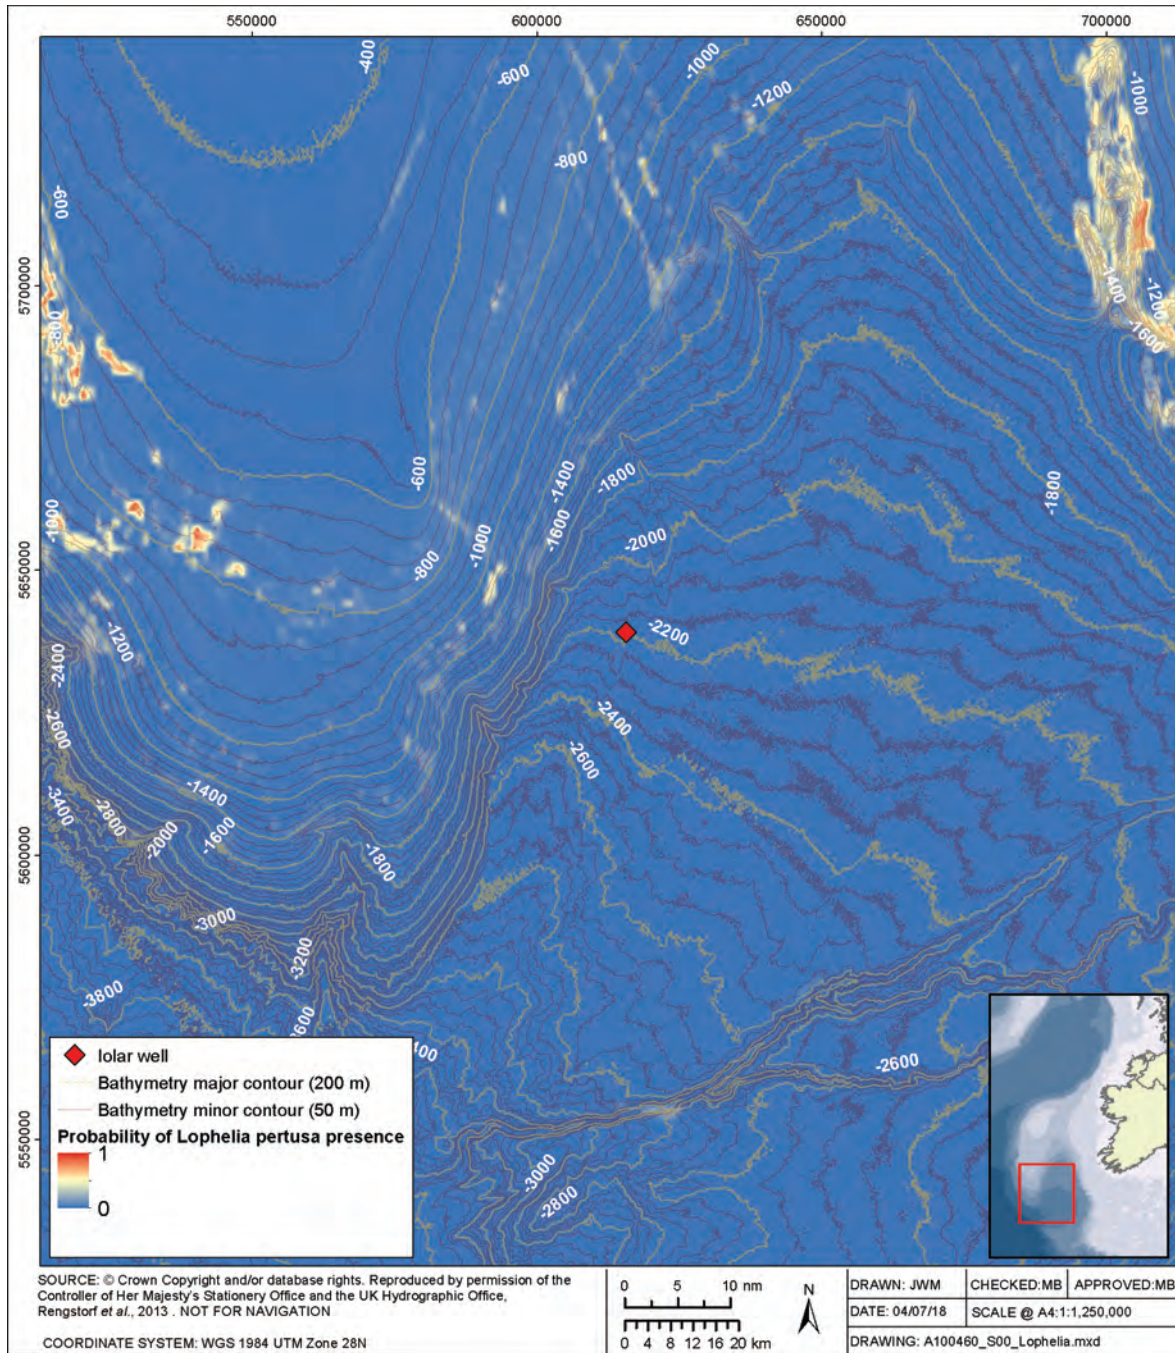 550000
600000
650000
700000
-400
-600
-1000
-1200
-1000
-800
-600
5700000
-1400
-1200
-800
-1600
-600
-1400
-1800
-1800
-1000
-1600
-2000
-1000
-800
5650000
-1200
-2200
-2400
-2600
-2400
-2600
-1400
-3400
-2800
-2000
-1600
-1800
5600000
-3000
-3200
-3800
-2600
5550000
-3000
-2800
Iolar well
Bathymetry major contour (200 m)
Bathymetry minor contour (50 m)
Probability of Lophelia pertusa presence
1
0
SOURCE: © Crown Copyright and/or database rights. Reproduced by permission of the
Controller of Her Majesty's Stationery Office and the UK Hydrographic Office,
Rengstorf et al., 2013 . NOT FOR NAVIGATION
COORDINATE SYSTEM: WGS 1984 UTM Zone 28N
0 5 10 nm
0 4 8 12 16 20 km
N
DRAWN: JWM
CHECKED:MB
APPROVED:MB
DATE: 04/07/18
SCALE @ A4:1:1,250,000
DRAWING: A100460_S00_Lophelia.mxd